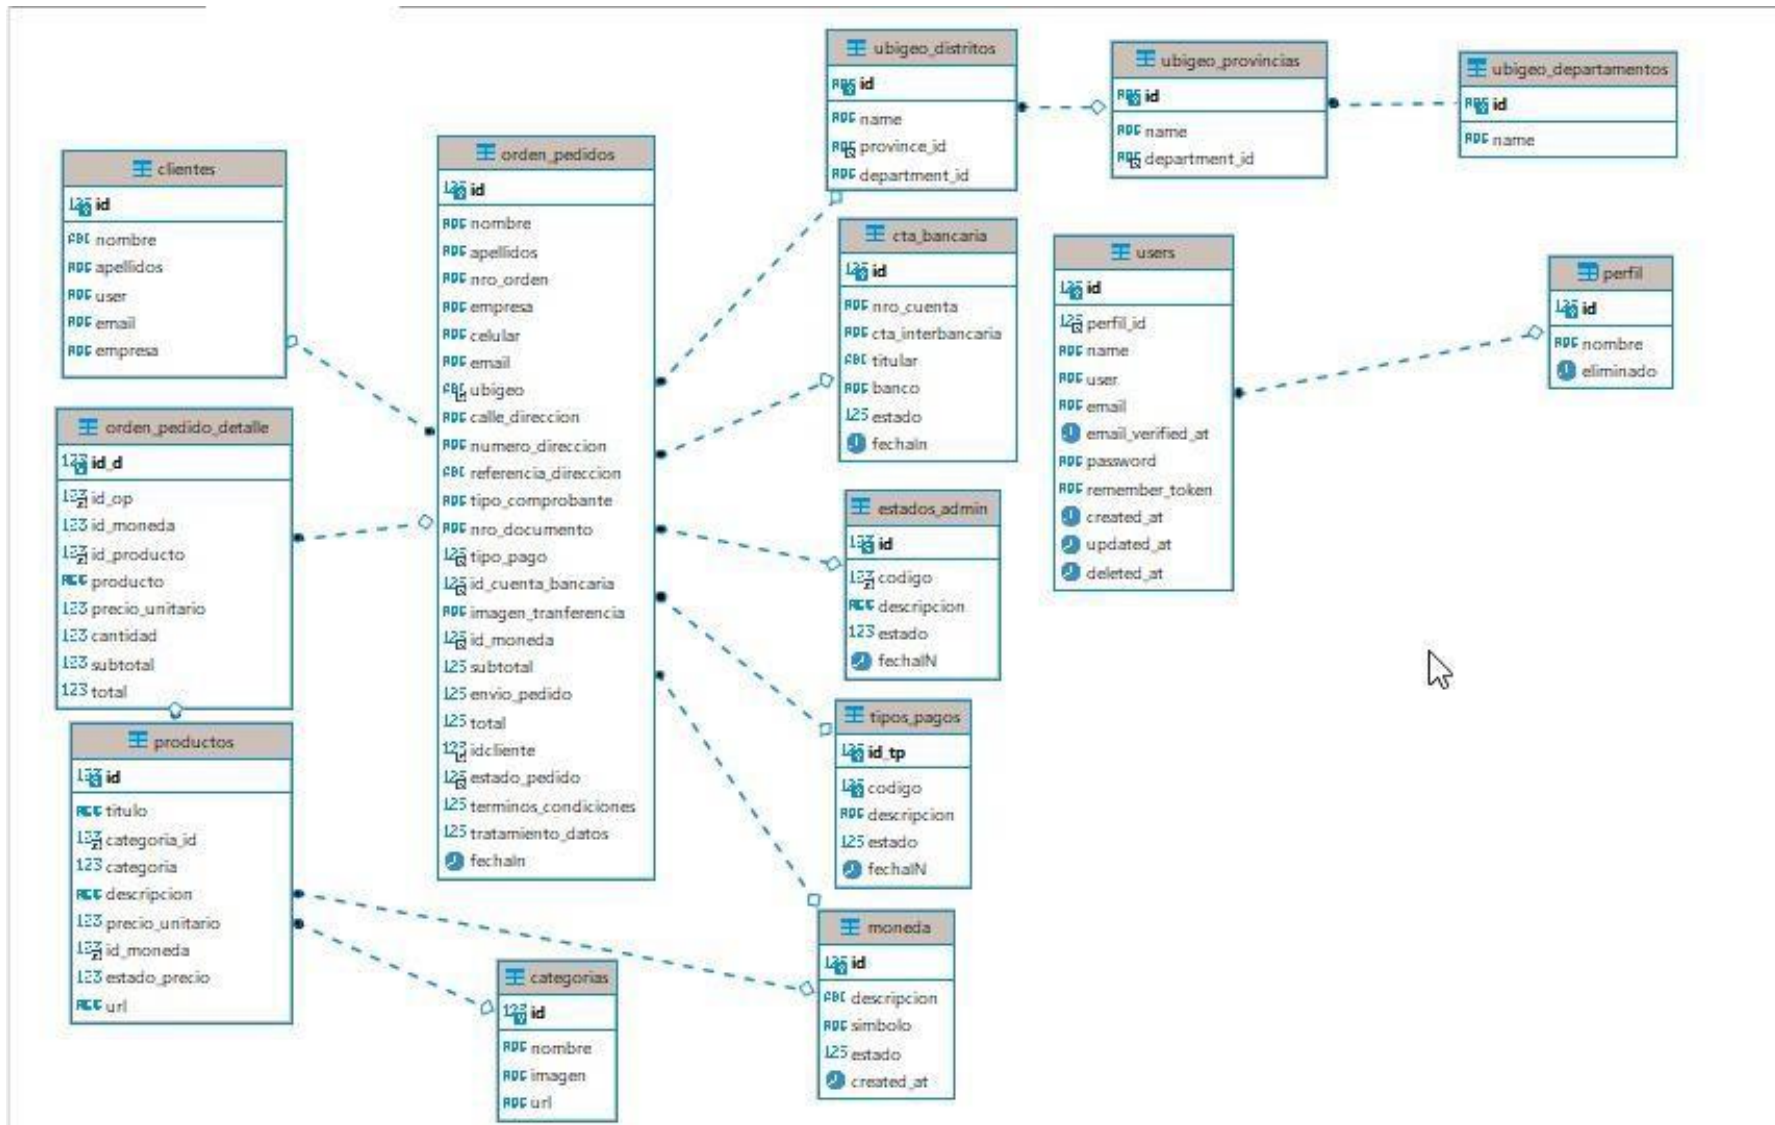 clientes
id
nombre
apellidos
user
email
empresa
orden_pedido_detalle
id_d
id_op
id_moneda
id_producto
producto
precio_unitario
cantidad
subtotal
total
productos
id
titulo
categoria_id
categoria
descripcion
precio_unitario
id_moneda
estado_precio
url
orden_pedidos
id
nombre
apellidos
nro_orden
empresa
celular
email
ubigeo
calle_direccion
numero_direccion
referencia_direccion
tipo_comprobante
nro_documento
tipo_pago
id_cuenta_bancaria
imagen_tranferencia
id_moneda
subtotal
envio_pedido
total
idcliente
estado_pedido
terminos_condiciones
tratamiento_datos
fechaIn
categorias
id
nombre
imagen
url
ubigeo_distritos
id
name
province_id
department_id
cta_bancaria
id
nro_cuenta
cta_interbancaria
titular
banco
estado
fechaIn
estados_admin
id
codigo
descripcion
estado
fechaIN
tipos_pagos
id_tp
codigo
descripcion
estado
fechaIN
moneda
id
descripcion
simbolo
estado
created_at
ubigeo_provincias
id
name
department_id
users
id
perfil_id
name
user
email
email_verified_at
password
remember_token
created_at
updated_at
deleted_at
ubigeo_departamentos
id
name
perfil
id
nombre
eliminado